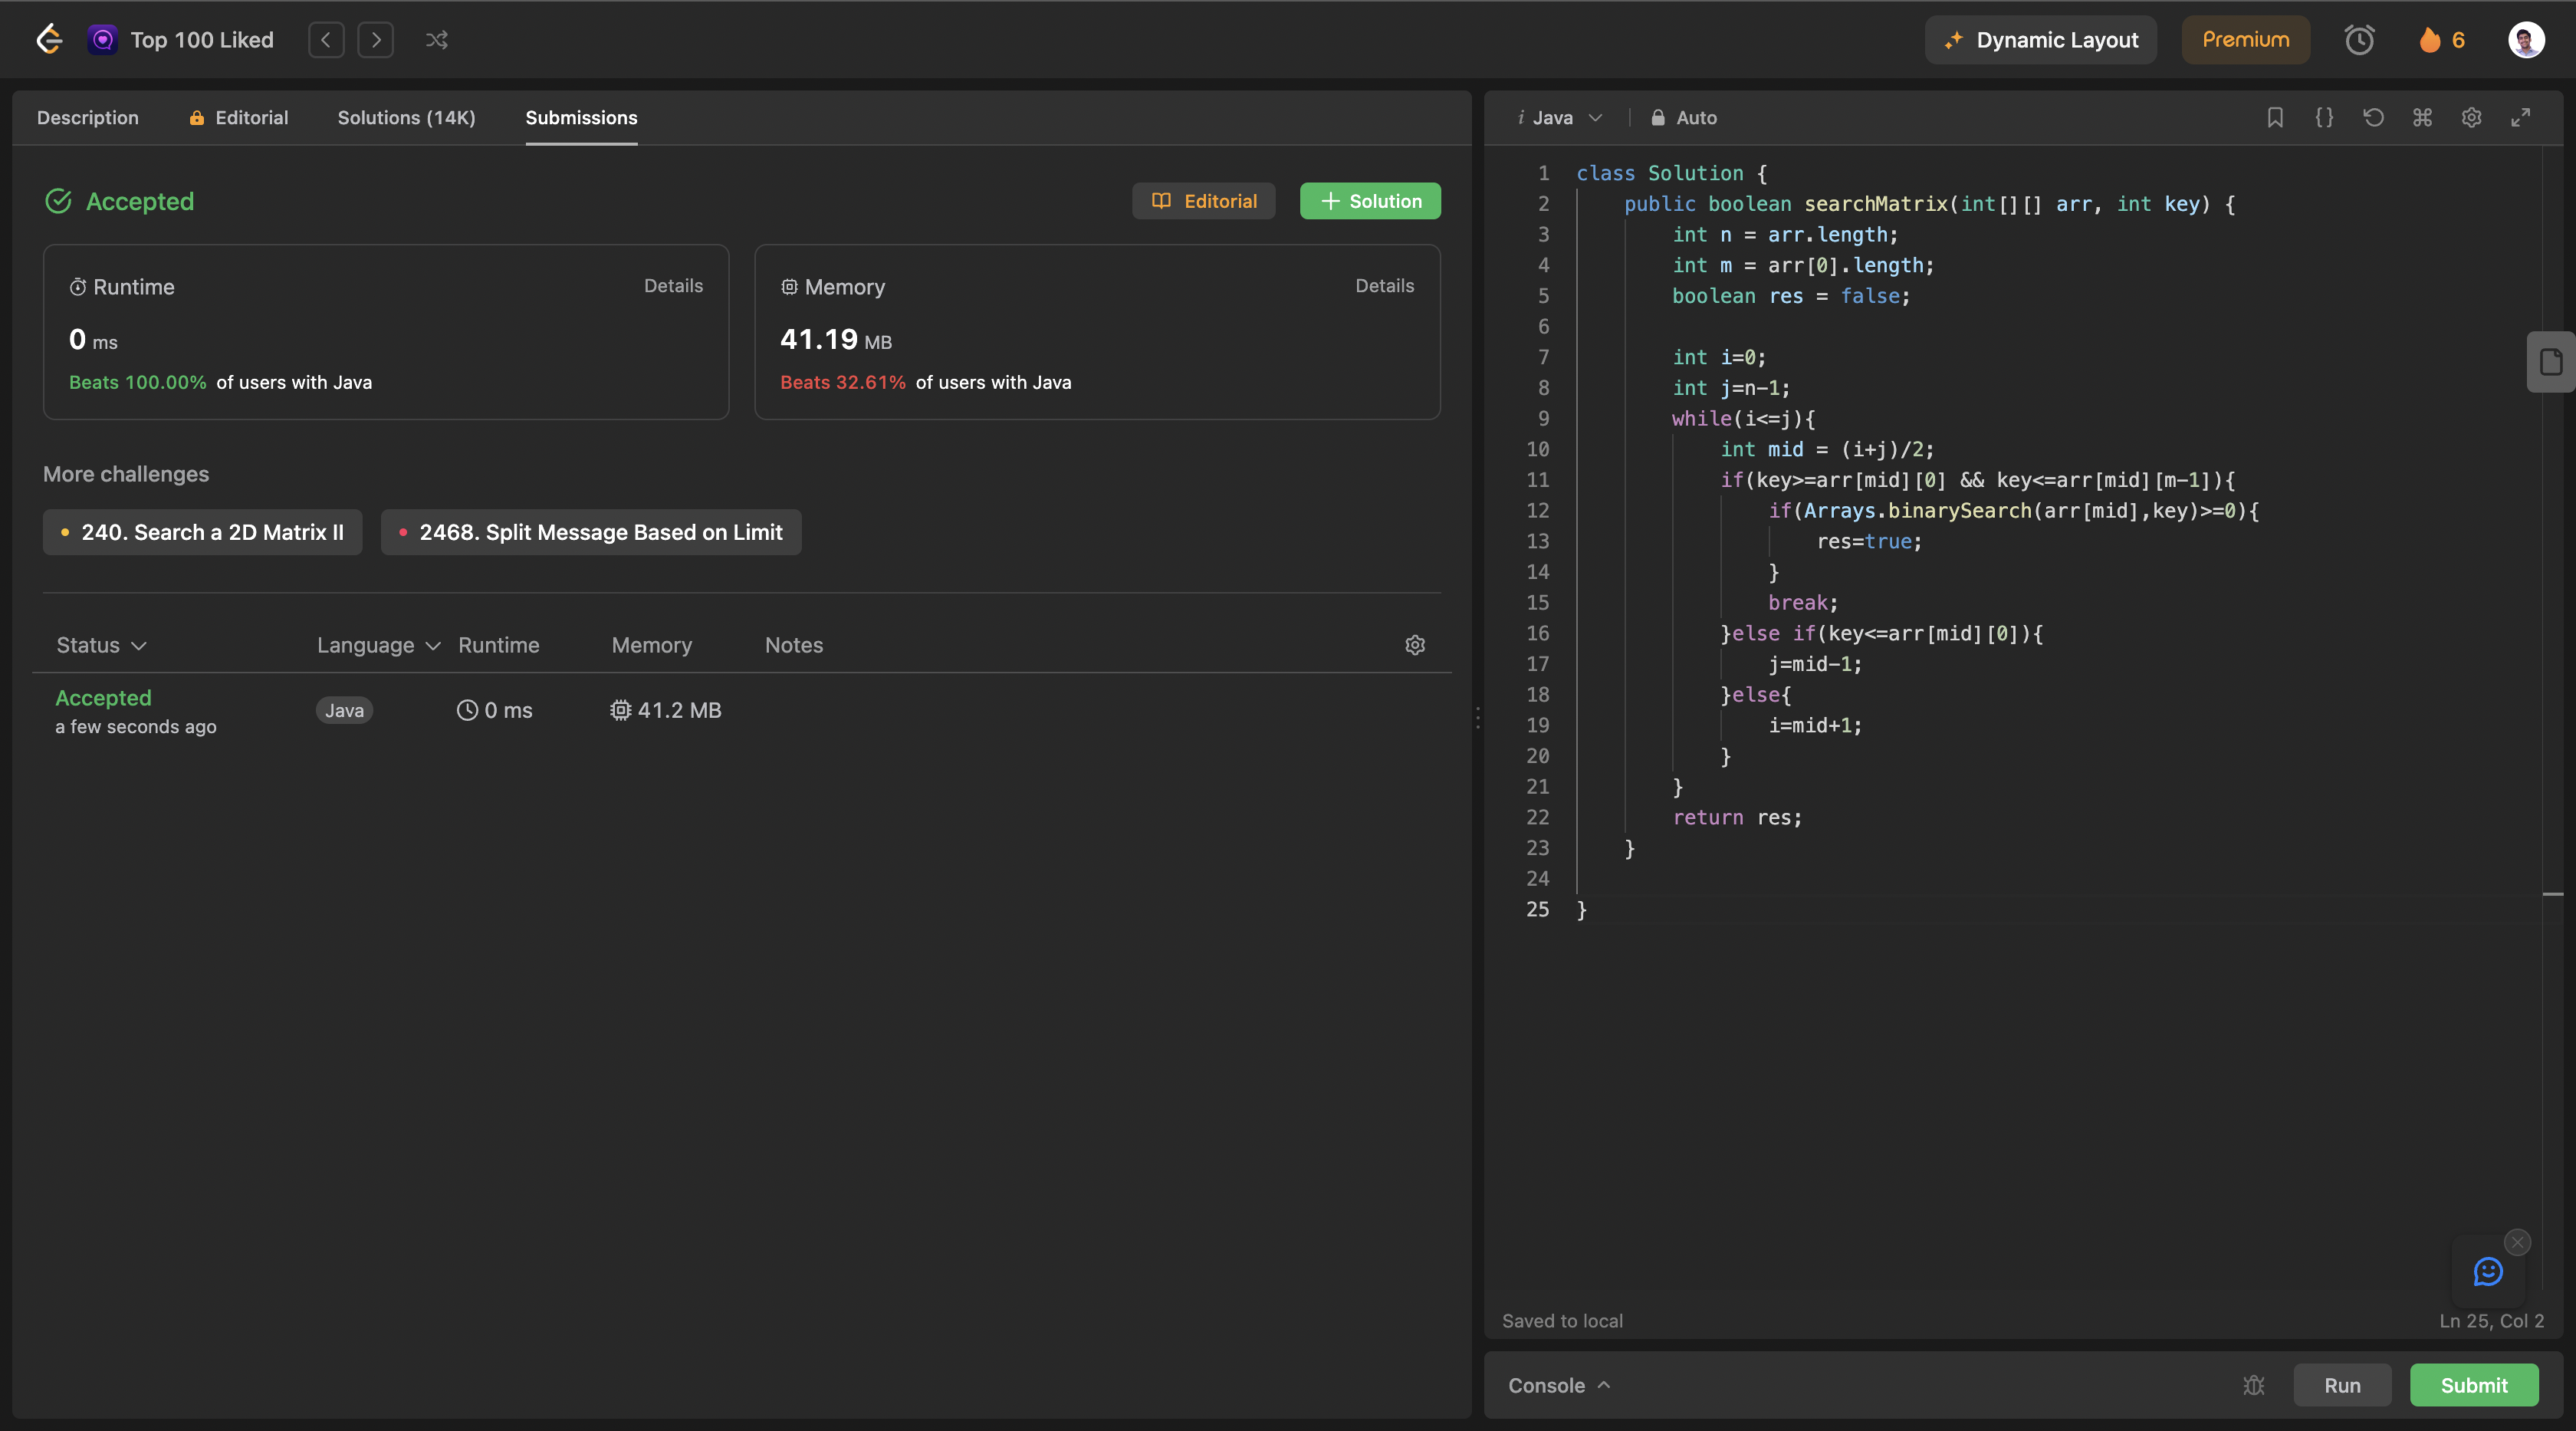 Top 100 Liked
Dynamic Layout
Premium
6
Description
Editorial
Solutions (14K)
Submissions
Accepted
Editorial
Solution
Runtime
Details
0 ms
Beats 100.00% of users with Java
Memory
Details
41.19 MB
Beats 32.61% of users with Java
More challenges
240. Search a 2D Matrix II
2468. Split Message Based on Limit
Status
Language
Runtime
Memory
Notes
Accepted
a few seconds ago
Java
0 ms
41.2 MB
i Java
Auto
1 class Solution {
2 public boolean searchMatrix(int[][] arr, int key) {
3 int n = arr.length;
4 int m = arr[0].length;
5 boolean res = false;
6
7 int i=0;
8 int j=n-1;
9 while(i<=j){
10 int mid = (i+j)/2;
11 if(key>=arr[mid][0] && key<=arr[mid][m-1]){
12 if(Arrays.binarySearch(arr[mid],key)>=0){
13 res=true;
14 }
15 break;
16 }else if(key<=arr[mid][0]){
17 j=mid-1;
18 }else{
19 i=mid+1;
20 }
21 }
22 return res;
23 }
24
25 }
Saved to local
Ln 25, Col 2
Console
Run
Submit